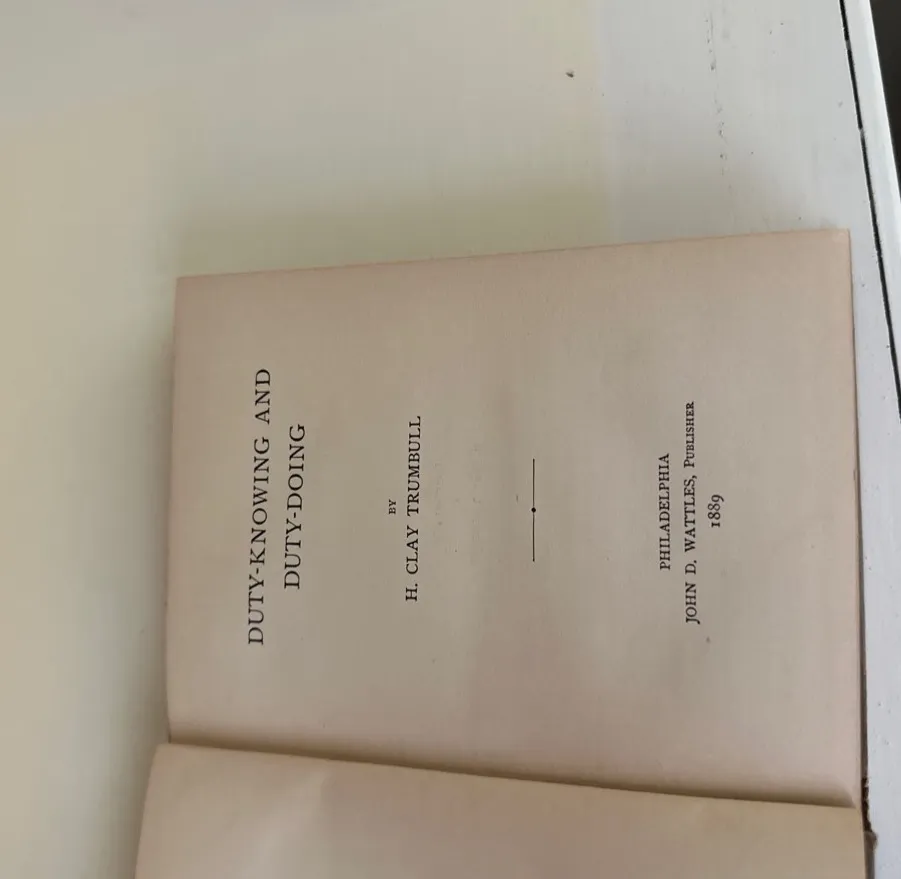 DUTY-KNOWING AND
DUTY-DOING
BY
H. CLAY TRUMBULL
PHILADELPHIA
JOHN D. WATTLES, PUBLISHER
1889